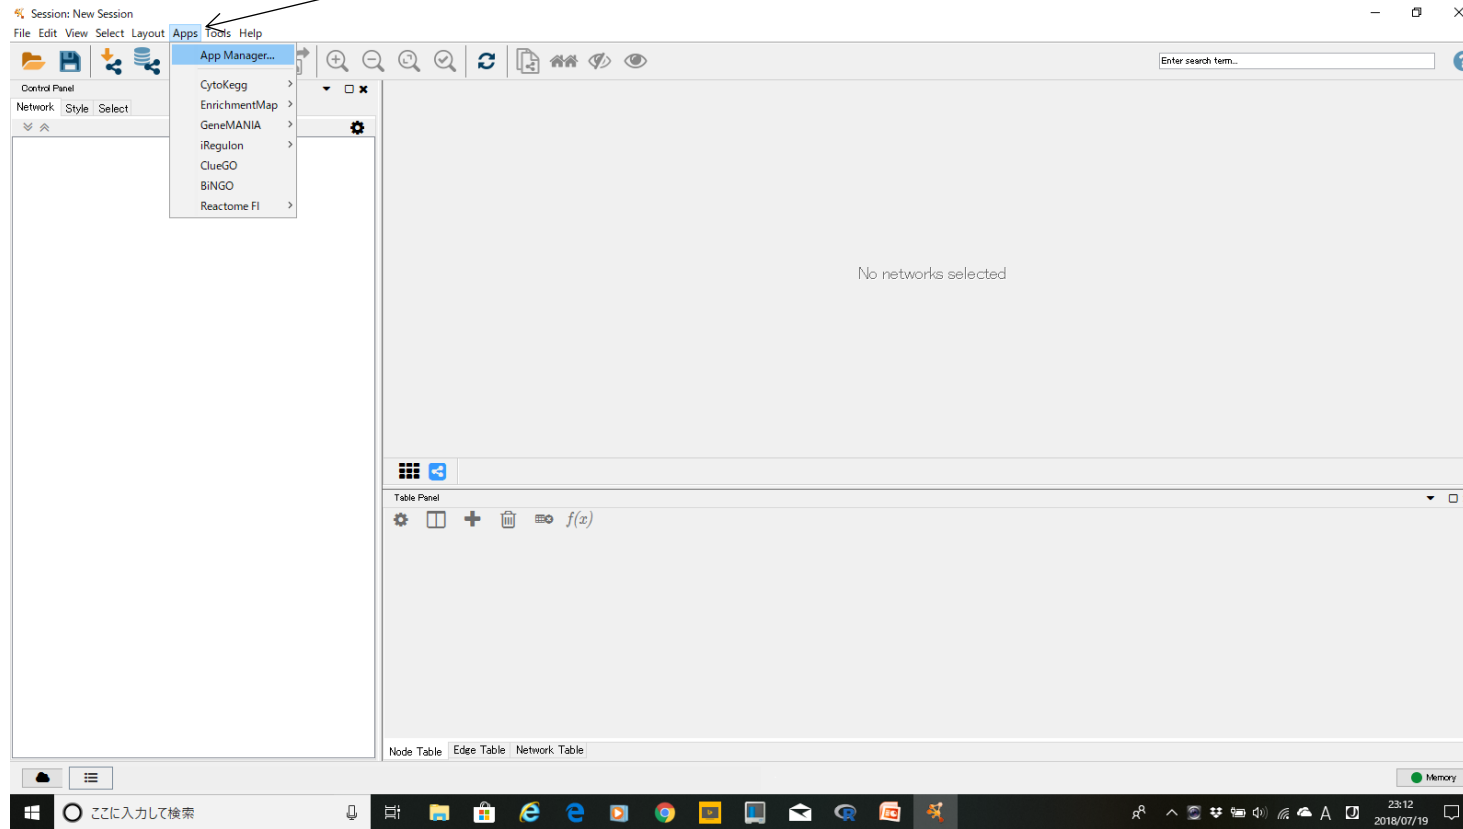 Session: New Session
File Edit View Select Layout Apps Tools Help
App Manager...
Enter search term...
Control Panel
CytoKegg
Network Style Select
EnrichmentMap
GeneMANIA
iRegulon
ClueGO
BiNGO
Reactome FI
No networks selected
Table Panel
f(x)
Node Table Edge Table Network Table
Memory
ここに入力して検索
A
23:12
2018/07/19